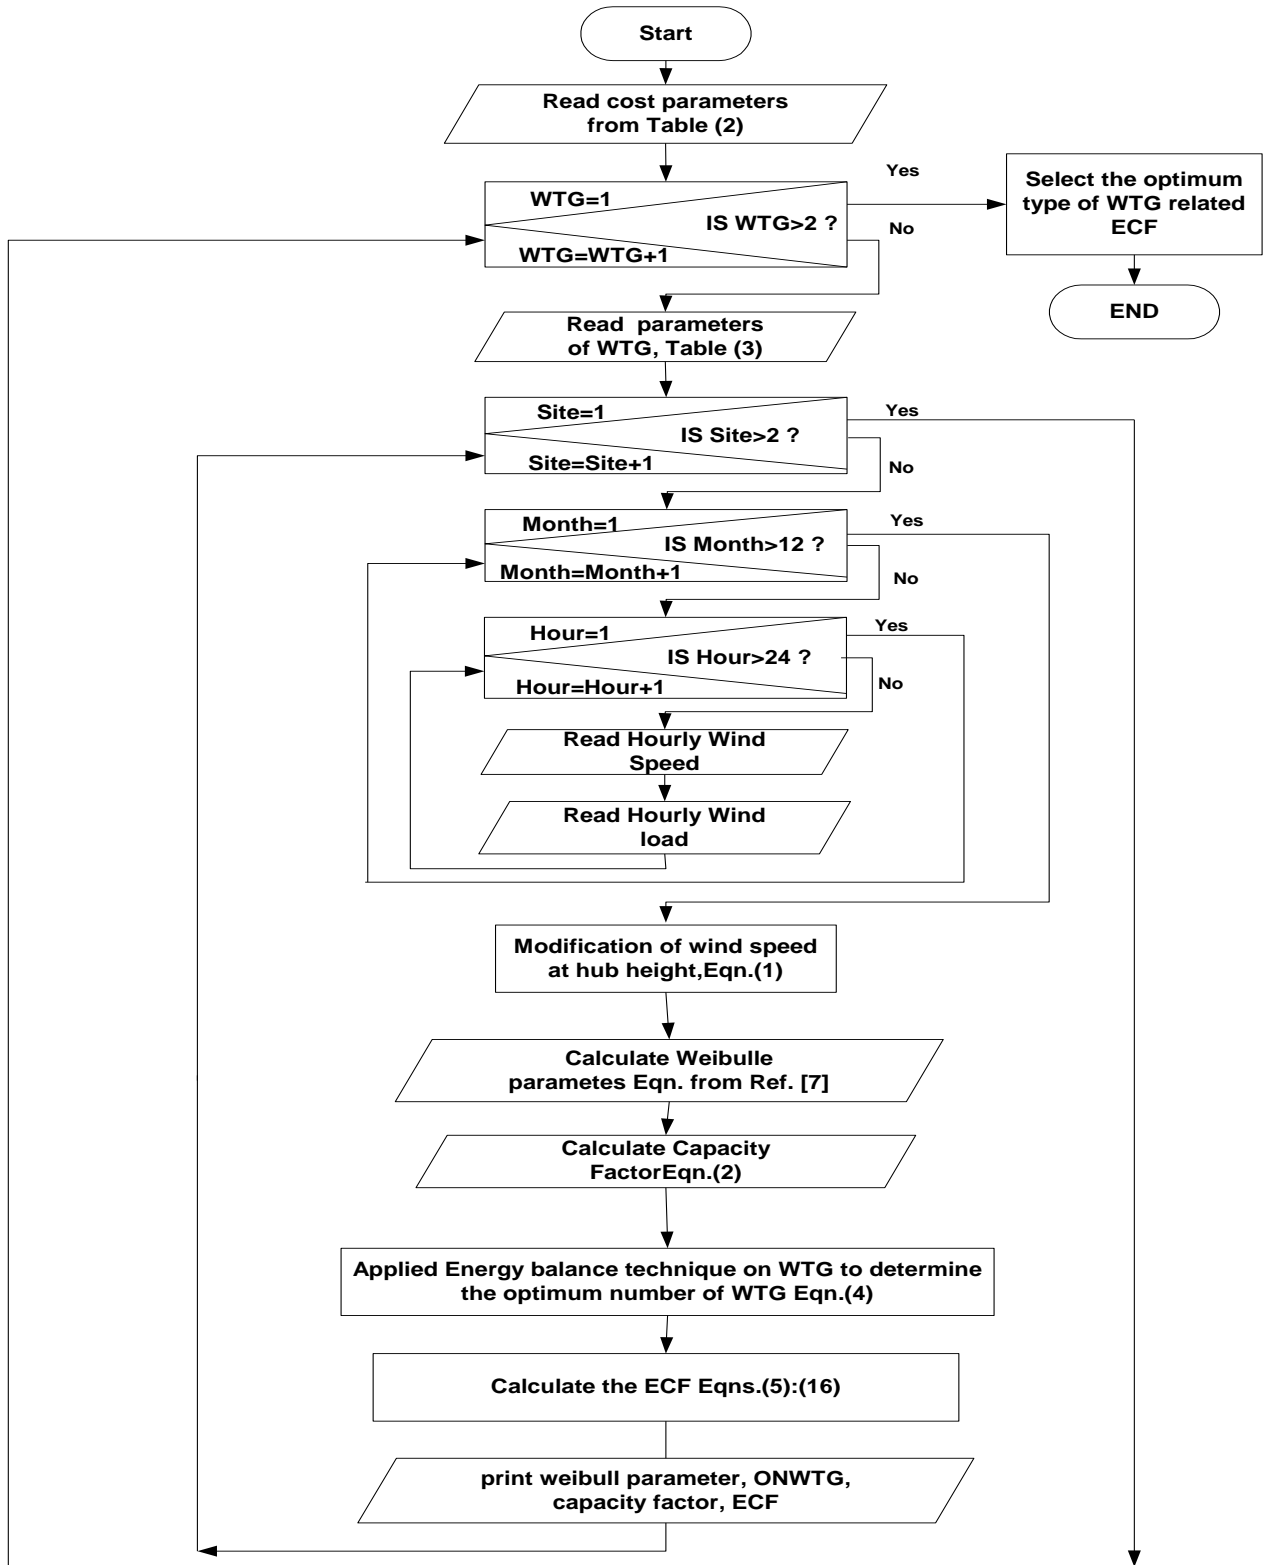 Start
Read cost parameters
from Table (2)
WTG=1
IS WTG>2 ?
WTG=WTG+1
Yes
No
Select the optimum
type of WTG related
ECF
END
Read  parameters
of WTG, Table (3)
Site=1
IS Site>2 ?
Site=Site+1
Yes
No
Month=1
IS Month>12 ?
Month=Month+1
Yes
No
Hour=1
IS Hour>24 ?
Hour=Hour+1
Yes
No
Read Hourly Wind
Speed
Read Hourly Wind
load
Modification of wind speed
at hub height,Eqn.(1)
Calculate Weibulle
parametes Eqn. from Ref. [7]
Calculate Capacity
FactorEqn.(2)
Applied Energy balance technique on WTG to determine
the optimum number of WTG Eqn.(4)
Calculate the ECF Eqns.(5):(16)
print weibull parameter, ONWTG,
capacity factor, ECF